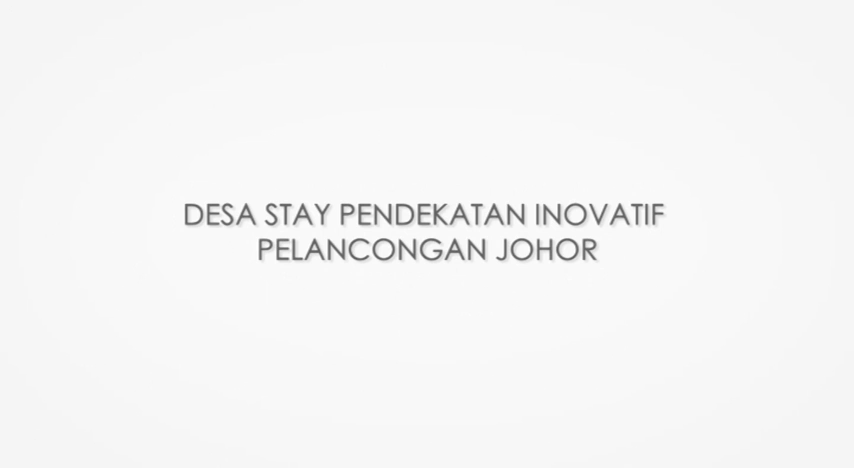 DESA STAY PENDEKATAN INOVATIF
PELANCONGAN JOHOR